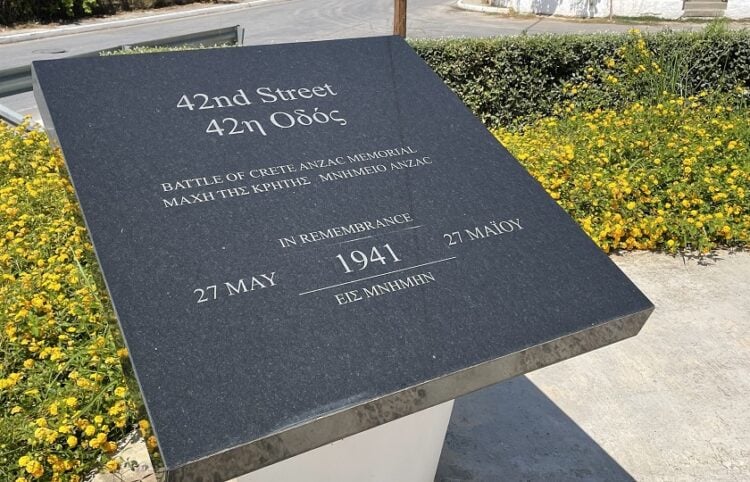 42nd Street
42η Οδός
BATTLE OF CRETE ANZAC MEMORIAL
ΜΑΧΗ ΤΗΣ ΚΡΗΤΗΣ ΜΝΗΜΕΙΟ ANZAC
IN REMEMBRANCE
27 MAY 1941 27 ΜΑΪΟΥ
ΕΙΣ ΜΝΗΜΗΝ